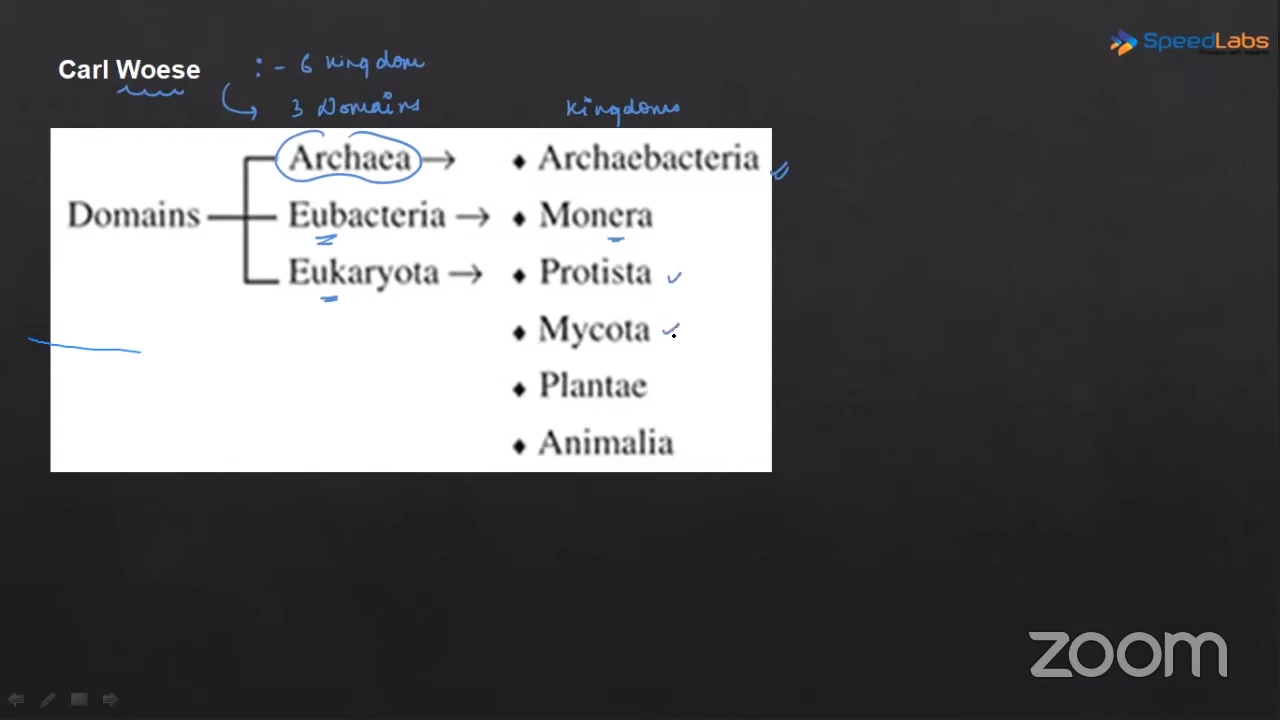 SpeedLabs
Carl Woese :- 6 kingdom
3 Domains kingdoms
Archaea → ♦ Archaebacteria
Domains Eubacteria → ♦ Monera
Eukaryota → ♦ Protista
♦ Mycota
♦ Plantae
♦ Animalia
zoom